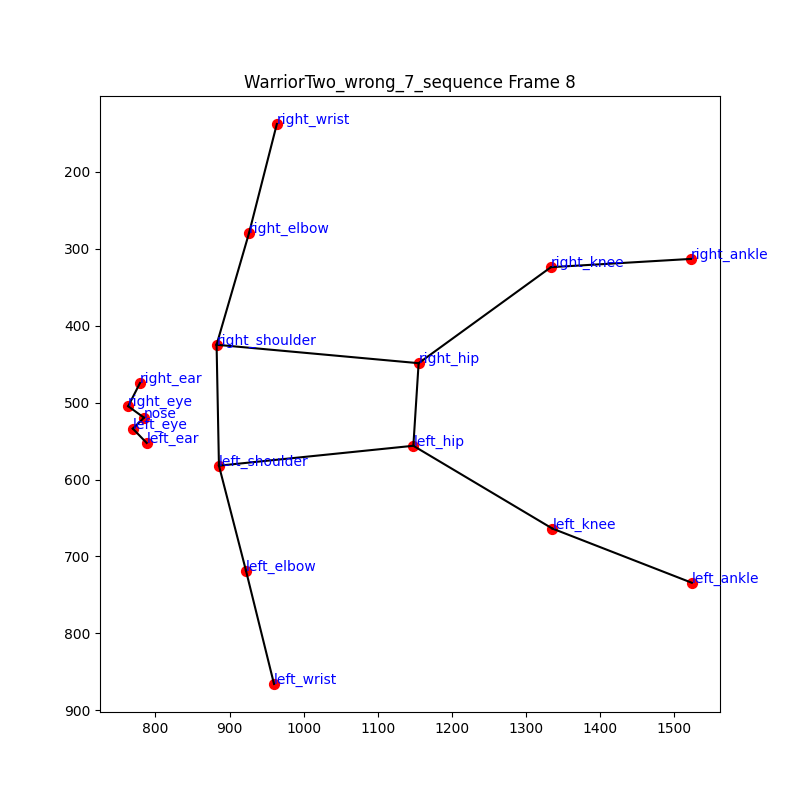 WarriorTwo_wrong_7_sequence Frame 8
right_wrist
right_elbow
right_knee
right_ankle
right_shoulder
right_hip
right_ear
right_eye
nose
left_eye
left_ear
left_hip
left_shoulder
left_knee
left_elbow
left_ankle
left_wrist
200
300
400
500
600
700
800
900
800
900
1000
1100
1200
1300
1400
1500